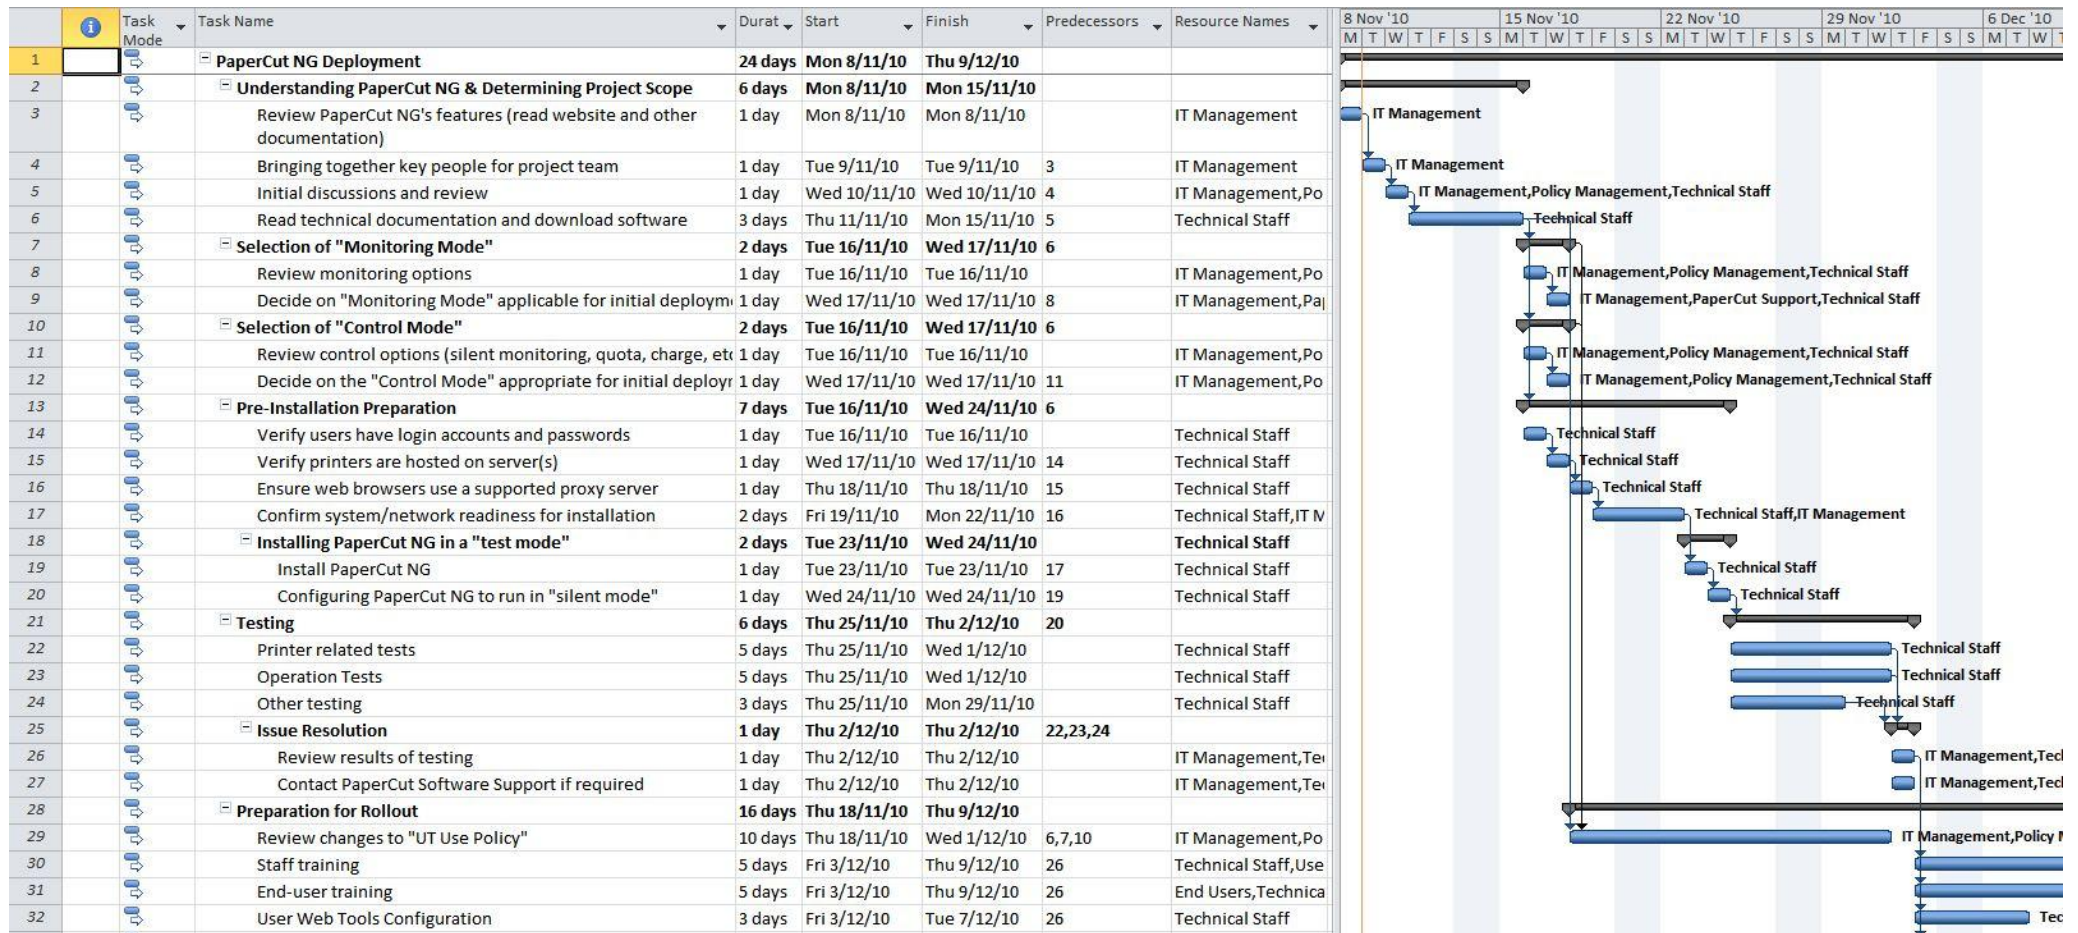 Task Mode Task Name Durat Start Finish Predecessors Resource Names 8 Nov '10 15 Nov '10 22 Nov '10 29 Nov '10 6 Dec '10
M T W T F S S M T W T F S S M T W T F S S M T W T F S S M T W T
1 PaperCut NG Deployment 24 days Mon 8/11/10 Thu 9/12/10
2 Understanding PaperCut NG & Determining Project Scope 6 days Mon 8/11/10 Mon 15/11/10
3 Review PaperCut NG's features (read website and other 1 day Mon 8/11/10 Mon 8/11/10 IT Management IT Management
documentation)
4 Bringing together key people for project team 1 day Tue 9/11/10 Tue 9/11/10 3 IT Management IT Management
5 Initial discussions and review 1 day Wed 10/11/10 Wed 10/11/10 4 IT Management,Po IT Management,Policy Management,Technical Staff
6 Read technical documentation and download software 3 days Thu 11/11/10 Mon 15/11/10 5 Technical Staff Technical Staff
7 Selection of "Monitoring Mode" 2 days Tue 16/11/10 Wed 17/11/10 6
8 Review monitoring options 1 day Tue 16/11/10 Tue 16/11/10 IT Management,Po IT Management,Policy Management,Technical Staff
9 Decide on "Monitoring Mode" applicable for initial deploym 1 day Wed 17/11/10 Wed 17/11/10 8 IT Management,Pap IT Management,PaperCut Support,Technical Staff
10 Selection of "Control Mode" 2 days Tue 16/11/10 Wed 17/11/10 6
11 Review control options (silent monitoring, quota, charge, etc 1 day Tue 16/11/10 Tue 16/11/10 IT Management,Po IT Management,Policy Management,Technical Staff
12 Decide on the "Control Mode" appropriate for initial deployr 1 day Wed 17/11/10 Wed 17/11/10 11 IT Management,Po IT Management,Policy Management,Technical Staff
13 Pre-Installation Preparation 7 days Tue 16/11/10 Wed 24/11/10 6
14 Verify users have login accounts and passwords 1 day Tue 16/11/10 Tue 16/11/10 Technical Staff Technical Staff
15 Verify printers are hosted on server(s) 1 day Wed 17/11/10 Wed 17/11/10 14 Technical Staff Technical Staff
16 Ensure web browsers use a supported proxy server 1 day Thu 18/11/10 Thu 18/11/10 15 Technical Staff Technical Staff
17 Confirm system/network readiness for installation 2 days Fri 19/11/10 Mon 22/11/10 16 Technical Staff,IT M Technical Staff,IT Management
18 Installing PaperCut NG in a "test mode" 2 days Tue 23/11/10 Wed 24/11/10 Technical Staff
19 Install PaperCut NG 1 day Tue 23/11/10 Tue 23/11/10 17 Technical Staff Technical Staff
20 Configuring PaperCut NG to run in "silent mode" 1 day Wed 24/11/10 Wed 24/11/10 19 Technical Staff Technical Staff
21 Testing 6 days Thu 25/11/10 Thu 2/12/10 20
22 Printer related tests 5 days Thu 25/11/10 Wed 1/12/10 Technical Staff Technical Staff
23 Operation Tests 5 days Thu 25/11/10 Wed 1/12/10 Technical Staff Technical Staff
24 Other testing 3 days Thu 25/11/10 Mon 29/11/10 Technical Staff Technical Staff
25 Issue Resolution 1 day Thu 2/12/10 Thu 2/12/10 22,23,24
26 Review results of testing 1 day Thu 2/12/10 Thu 2/12/10 IT Management,Te IT Management,Tec
27 Contact PaperCut Software Support if required 1 day Thu 2/12/10 Thu 2/12/10 IT Management,Te IT Management,Tec
28 Preparation for Rollout 16 days Thu 18/11/10 Thu 9/12/10
29 Review changes to "UT Use Policy" 10 days Thu 18/11/10 Wed 1/12/10 6,7,10 IT Management,Po IT Management,Policy M
30 Staff training 5 days Fri 3/12/10 Thu 9/12/10 26 Technical Staff,Use
31 End-user training 5 days Fri 3/12/10 Thu 9/12/10 26 End Users,Technica
32 User Web Tools Configuration 3 days Fri 3/12/10 Tue 7/12/10 26 Technical Staff Tec